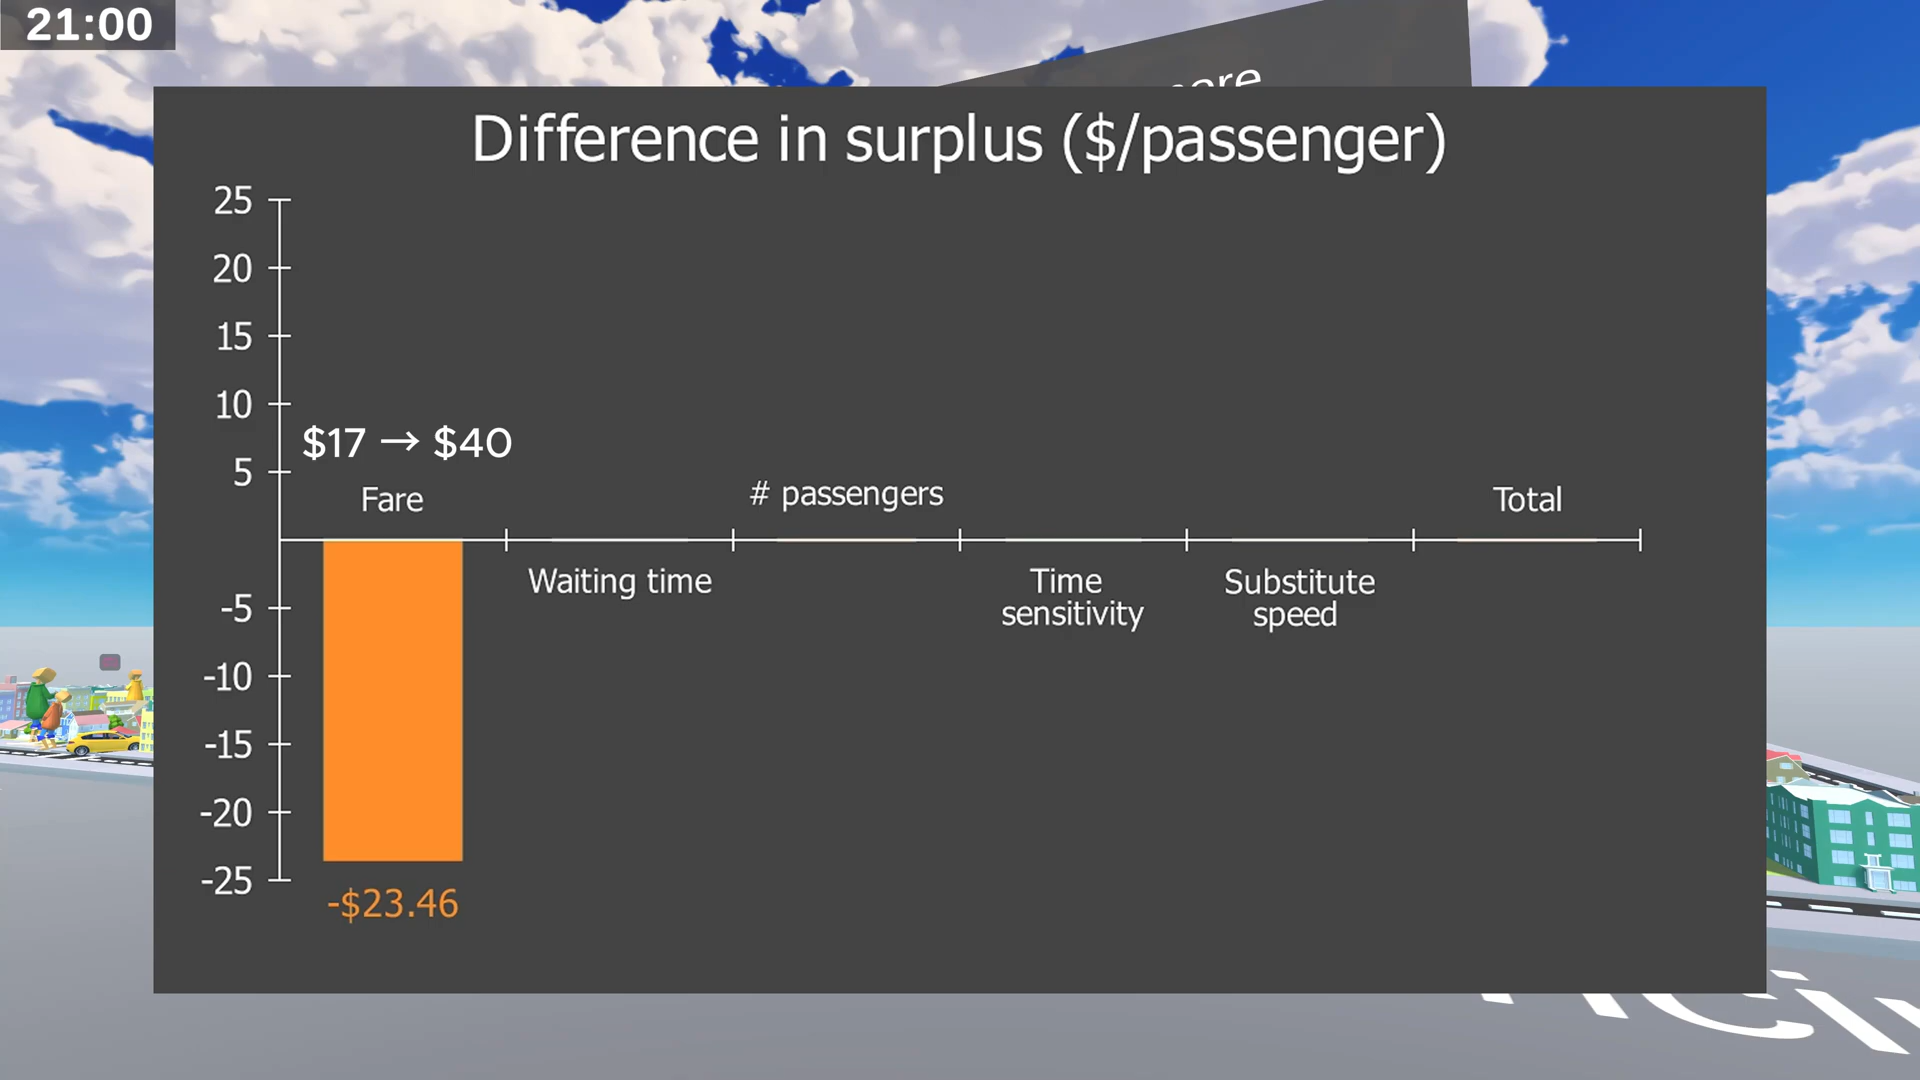 21:00
Difference in surplus ($/passenger)
25
20
15
10
5
-5
-10
-15
-20
-25
$17 → $40
Fare
Waiting time
# passengers
Time
sensitivity
Substitute
speed
Total
-$23.46